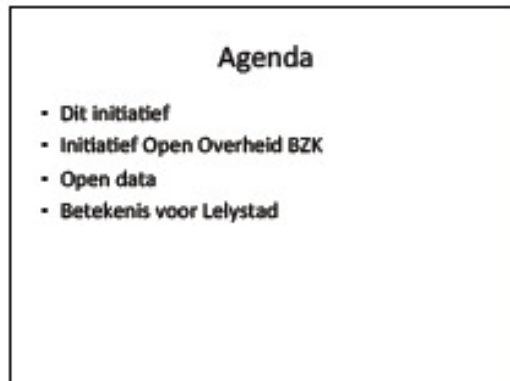 Agenda
▪ Dit initiatief
▪ Initiatief Open Overheid BZK
▪ Open data
▪ Betekenis voor Lelystad